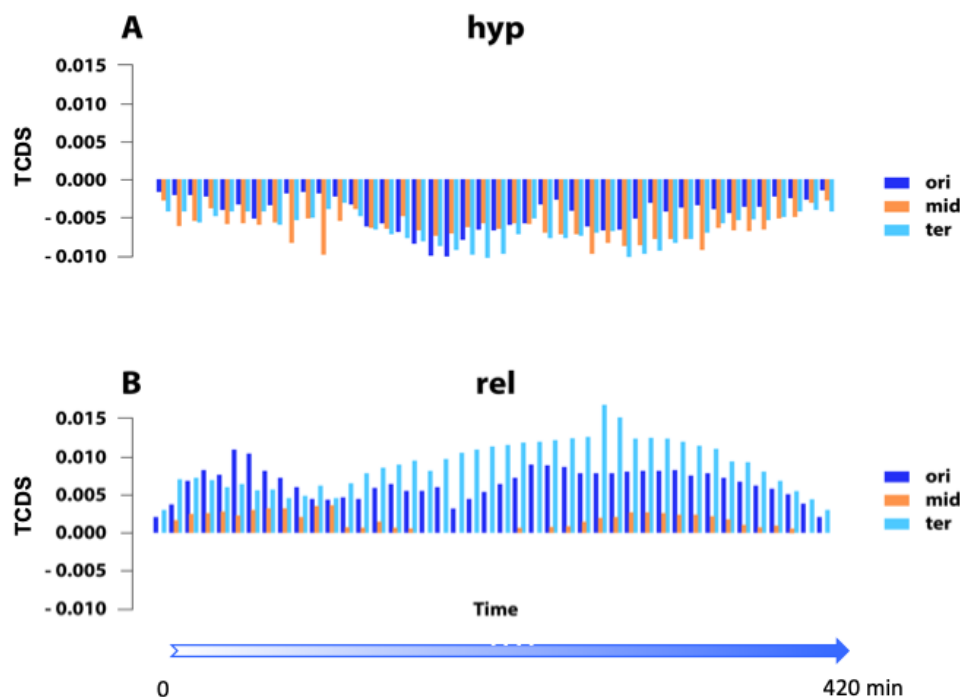 A
hyp
0.015
0.010
0.005
0.000
- 0.005
- 0.010
TCDS
ori
mid
ter
B
rel
0.015
0.010
0.005
0.000
- 0.005
- 0.010
TCDS
ori
mid
ter
Time
0
420 min